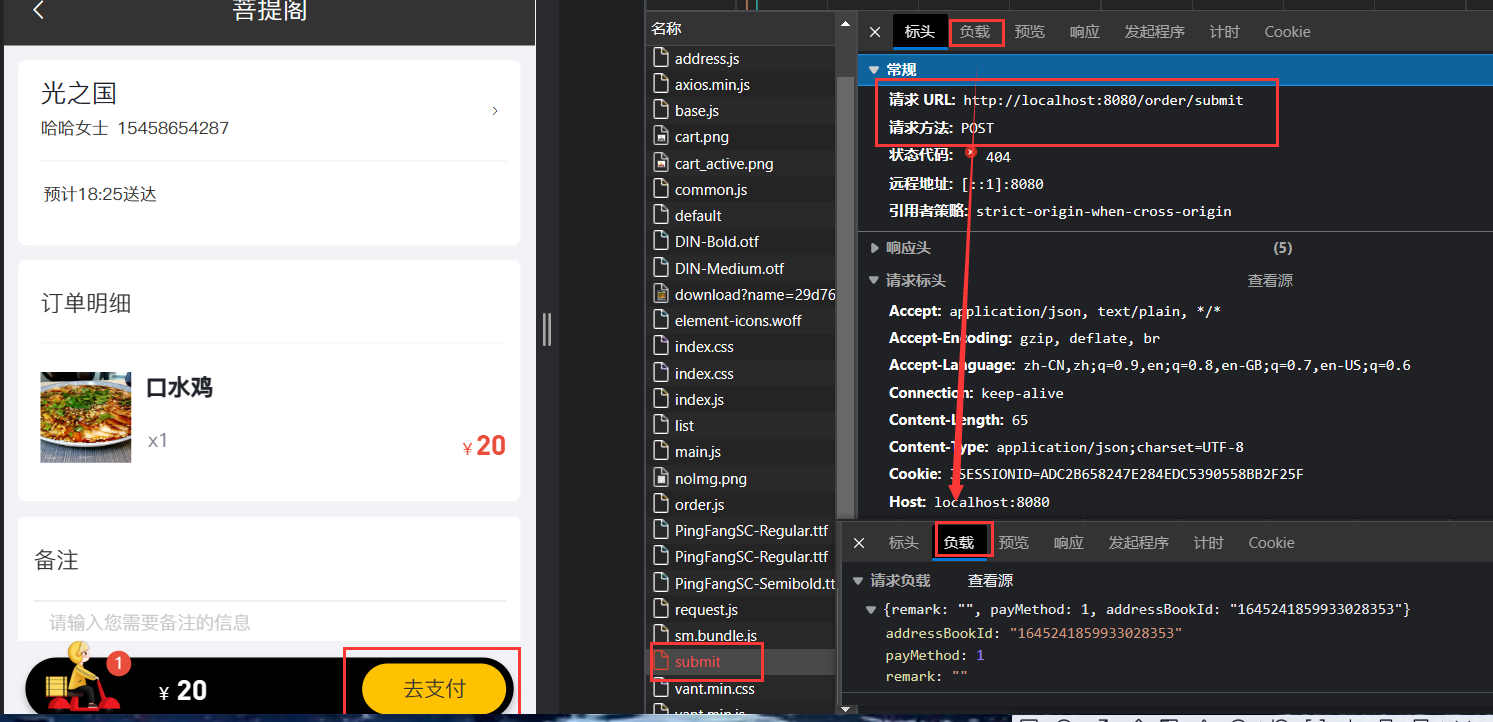 菩提阁
光之国
哈哈女士 15458654287
预计18:25送达
订单明细
口水鸡
x1
¥20
备注
请输入您需要备注的信息
1
¥ 20
去支付
名称
address.js
axios.min.js
base.js
cart.png
cart_active.png
common.js
default
DIN-Bold.otf
DIN-Medium.otf
download?name=29d76
element-icons.woff
index.css
index.css
index.js
list
main.js
noImg.png
order.js
PingFangSC-Regular.ttf
PingFangSC-Regular.ttf
PingFangSC-Semibold.tt
request.js
sm.bundle.js
submit
vant.min.css
vant.min.js
标头 负载 预览 响应 发起程序 计时 Cookie
常规
请求 URL: http://localhost:8080/order/submit
请求方法: POST
状态代码: 404
远程地址: [::1]:8080
引用者策略: strict-origin-when-cross-origin
响应头 (5)
请求标头 查看源
Accept: application/json, text/plain, */*
Accept-Encoding: gzip, deflate, br
Accept-Language: zh-CN,zh;q=0.9,en;q=0.8,en-GB;q=0.7,en-US;q=0.6
Connection: keep-alive
Content-Length: 65
Content-Type: application/json;charset=UTF-8
Cookie: JSESSIONID=ADC2B658247E284EDC5390558BB2F25F
Host: localhost:8080
标头 负载 预览 响应 发起程序 计时 Cookie
请求负载 查看源
{remark: "", payMethod: 1, addressBookId: "1645241859933028353"}
addressBookId: "1645241859933028353"
payMethod: 1
remark: ""